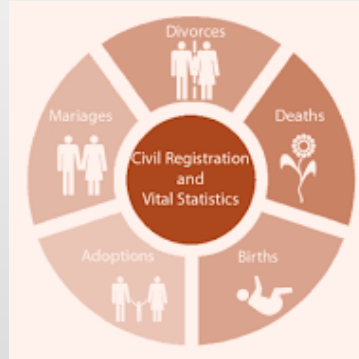 Divorces
Mariages
Deaths
Civil Registration
and
Vital Statistics
Adoptions
Births